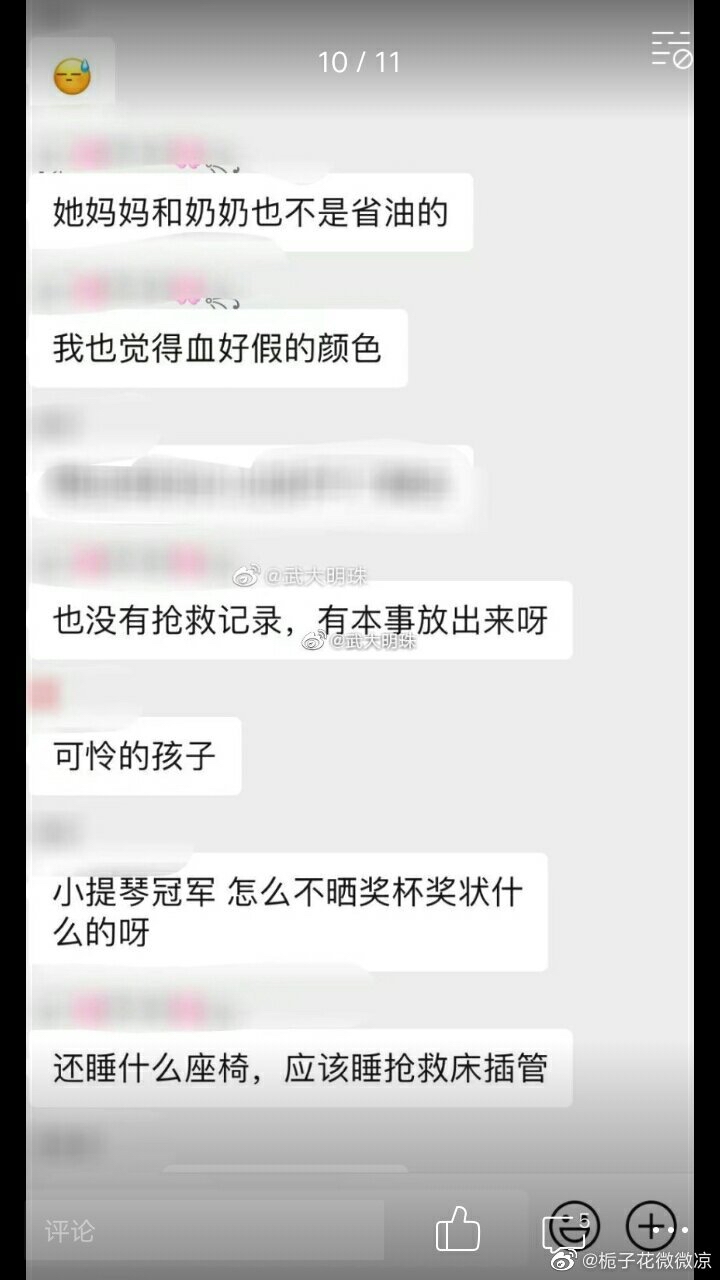 10 / 11
她妈妈和奶奶也不是省油的
我也觉得血好假的颜色
@武大明珠
也没有抢救记录，有本事放出来呀
@武大明珠
可怜的孩子
小提琴冠军 怎么不晒奖杯奖状什
么的呀
还睡什么座椅，应该睡抢救床插管
评论
5
@栀子花微微凉